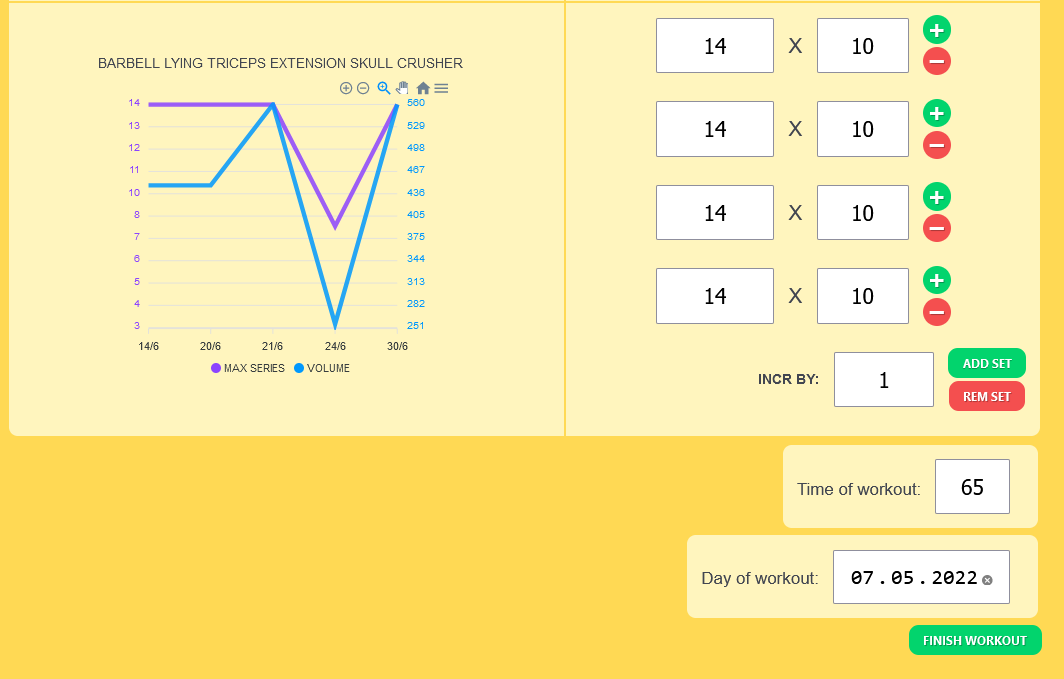 BARBELL LYING TRICEPS EXTENSION SKULL CRUSHER
14 560
13 529
12 498
11 467
10 436
8 405
7 375
6 344
5 313
4 282
3 251
14/6 20/6 21/6 24/6 30/6
MAX SERIES VOLUME
14 X 10
14 X 10
14 X 10
14 X 10
INCR BY: 1
ADD SET
REM SET
Time of workout: 65
Day of workout: 07.05.2022
FINISH WORKOUT